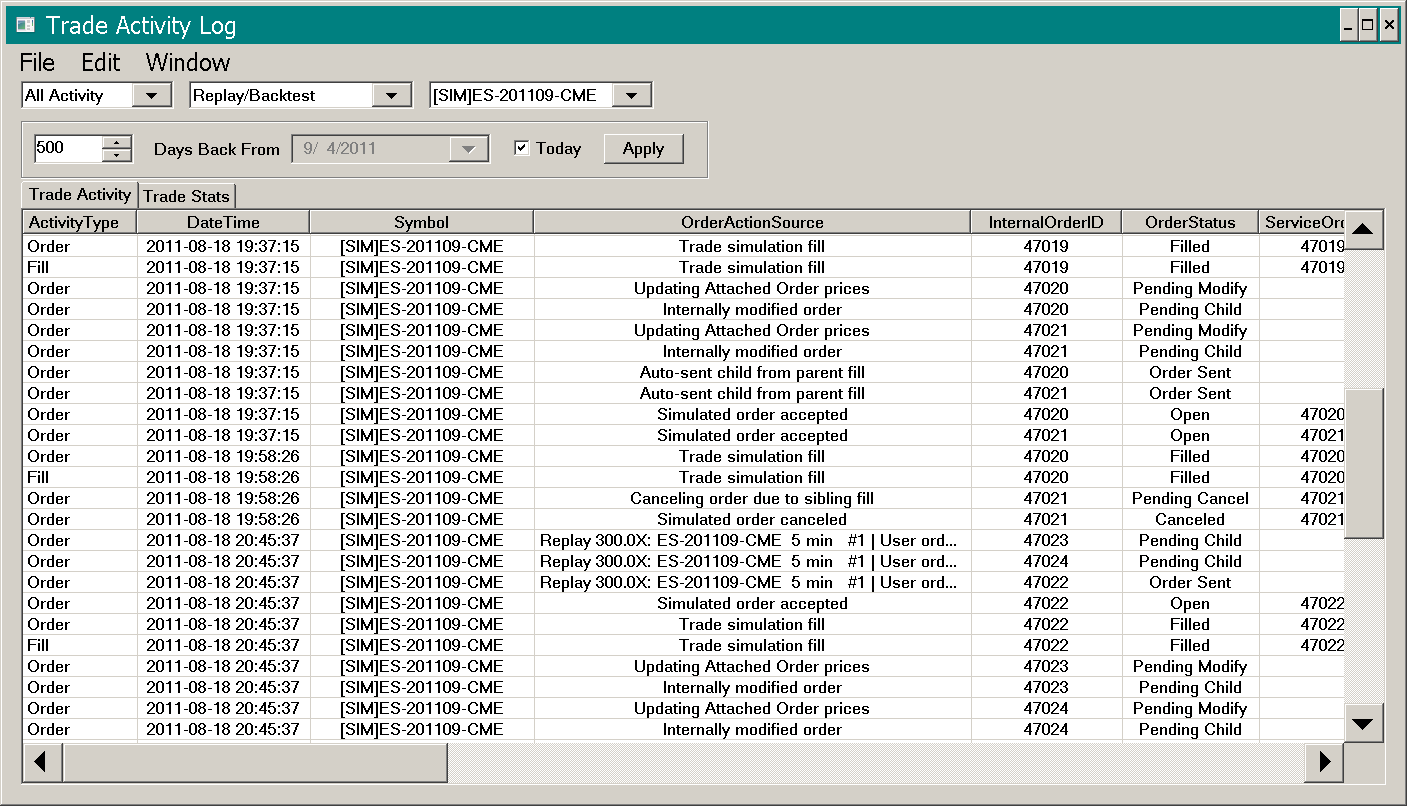 Trade Activity Log
File Edit Window
All Activity Replay/Backtest [SIM]ES-201109-CME
500 Days Back From 9/ 4/2011 Today Apply
Trade Activity Trade Stats
ActivityType DateTime Symbol OrderActionSource InternalOrderID OrderStatus ServiceOrd
Order 2011-08-18 19:37:15 [SIM]ES-201109-CME Trade simulation fill 47019 Filled 47019
Fill 2011-08-18 19:37:15 [SIM]ES-201109-CME Trade simulation fill 47019 Filled 47019
Order 2011-08-18 19:37:15 [SIM]ES-201109-CME Updating Attached Order prices 47020 Pending Modify
Order 2011-08-18 19:37:15 [SIM]ES-201109-CME Internally modified order 47020 Pending Child
Order 2011-08-18 19:37:15 [SIM]ES-201109-CME Updating Attached Order prices 47021 Pending Modify
Order 2011-08-18 19:37:15 [SIM]ES-201109-CME Internally modified order 47021 Pending Child
Order 2011-08-18 19:37:15 [SIM]ES-201109-CME Auto-sent child from parent fill 47020 Order Sent
Order 2011-08-18 19:37:15 [SIM]ES-201109-CME Auto-sent child from parent fill 47021 Order Sent
Order 2011-08-18 19:37:15 [SIM]ES-201109-CME Simulated order accepted 47020 Open 47020
Order 2011-08-18 19:37:15 [SIM]ES-201109-CME Simulated order accepted 47021 Open 47021
Order 2011-08-18 19:58:26 [SIM]ES-201109-CME Trade simulation fill 47020 Filled 47020
Fill 2011-08-18 19:58:26 [SIM]ES-201109-CME Trade simulation fill 47020 Filled 47020
Order 2011-08-18 19:58:26 [SIM]ES-201109-CME Canceling order due to sibling fill 47021 Pending Cancel 47021
Order 2011-08-18 19:58:26 [SIM]ES-201109-CME Simulated order canceled 47021 Canceled 47021
Order 2011-08-18 20:45:37 [SIM]ES-201109-CME Replay 300.0X: ES-201109-CME 5 min #1 | User ord... 47023 Pending Child
Order 2011-08-18 20:45:37 [SIM]ES-201109-CME Replay 300.0X: ES-201109-CME 5 min #1 | User ord... 47024 Pending Child
Order 2011-08-18 20:45:37 [SIM]ES-201109-CME Replay 300.0X: ES-201109-CME 5 min #1 | User ord... 47022 Order Sent
Order 2011-08-18 20:45:37 [SIM]ES-201109-CME Simulated order accepted 47022 Open 47022
Order 2011-08-18 20:45:37 [SIM]ES-201109-CME Trade simulation fill 47022 Filled 47022
Fill 2011-08-18 20:45:37 [SIM]ES-201109-CME Trade simulation fill 47022 Filled 47022
Order 2011-08-18 20:45:37 [SIM]ES-201109-CME Updating Attached Order prices 47023 Pending Modify
Order 2011-08-18 20:45:37 [SIM]ES-201109-CME Internally modified order 47023 Pending Child
Order 2011-08-18 20:45:37 [SIM]ES-201109-CME Updating Attached Order prices 47024 Pending Modify
Order 2011-08-18 20:45:37 [SIM]ES-201109-CME Internally modified order 47024 Pending Child